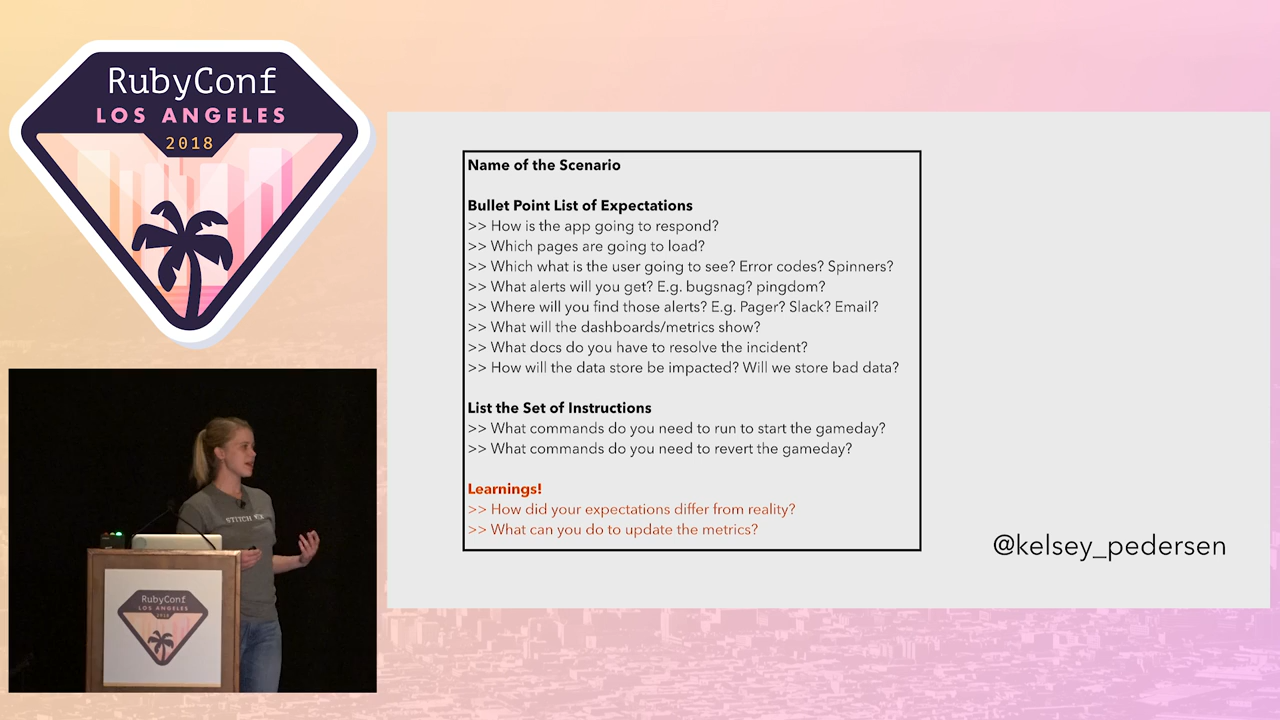 RubyConf
LOS ANGELES
2018
Name of the Scenario
Bullet Point List of Expectations
>> How is the app going to respond?
>> Which pages are going to load?
>> Which what is the user going to see? Error codes? Spinners?
>> What alerts will you get? E.g. bugsnag? pingdom?
>> Where will you find those alerts? E.g. Pager? Slack? Email?
>> What will the dashboards/metrics show?
>> What docs do you have to resolve the incident?
>> How will the data store be impacted? Will we store bad data?
List the Set of Instructions
>> What commands do you need to run to start the gameday?
>> What commands do you need to revert the gameday?
Learnings!
>> How did your expectations differ from reality?
>> What can you do to update the metrics?
@kelsey_pedersen
STITCH FIX
RubyConf
LOS ANGELES
2018